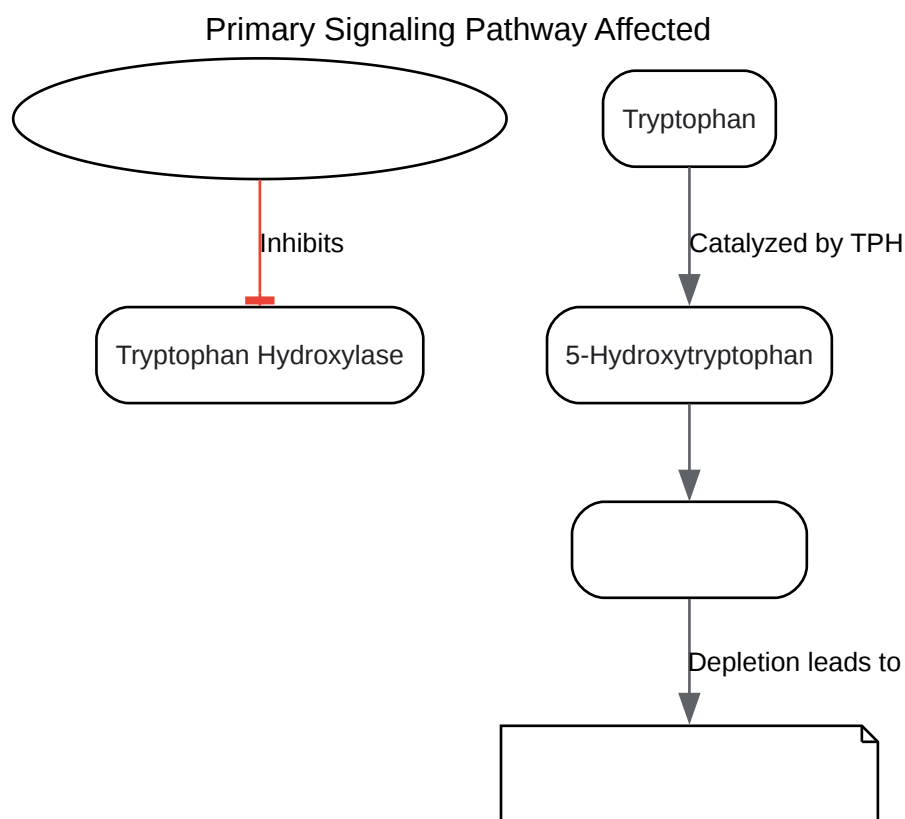 Primary Signaling Pathway Affected
Tryptophan
Inhibits
Catalyzed by TPH
Tryptophan Hydroxylase
5-Hydroxytryptophan
Depletion leads to